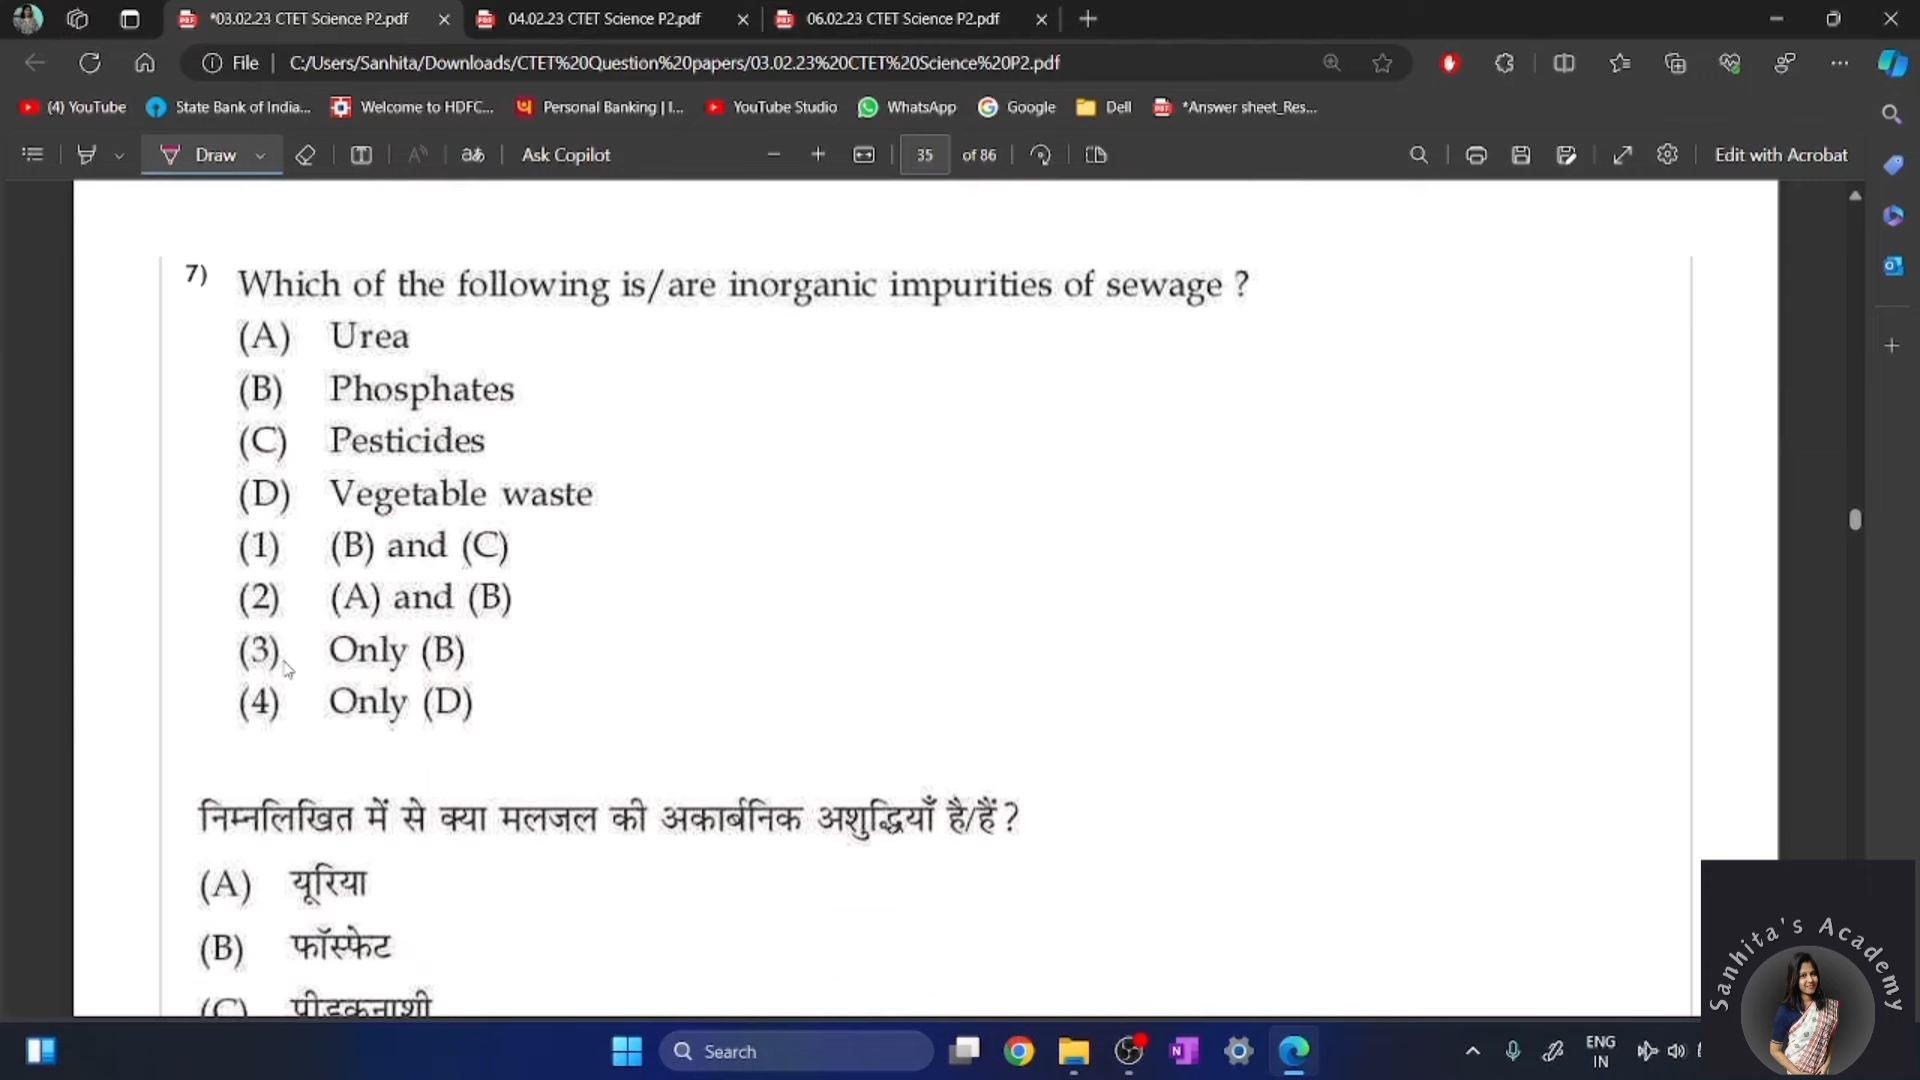 *03.02.23 CTET Science P2.pdf
04.02.23 CTET Science P2.pdf
06.02.23 CTET Science P2.pdf
File
C:/Users/Sanhita/Downloads/CTET%20Question%20papers/03.02.23%20CTET%20Science%20P2.pdf
(4) YouTube
State Bank of India...
Welcome to HDFC...
Personal Banking | I...
YouTube Studio
WhatsApp
Google
Dell
*Answer sheet_Res...
Draw
Ask Copilot
35 of 86
Edit with Acrobat
7) Which of the following is/are inorganic impurities of sewage ?
(A) Urea
(B) Phosphates
(C) Pesticides
(D) Vegetable waste
(1) (B) and (C)
(2) (A) and (B)
(3) Only (B)
(4) Only (D)
निम्नलिखित में से क्या मलजल की अकार्बनिक अशुद्धियाँ है/हैं ?
(A) यूरिया
(B) फॉस्फेट
(C) पीड़कनाशी
Sanhita's Academy
Search
ENG
IN